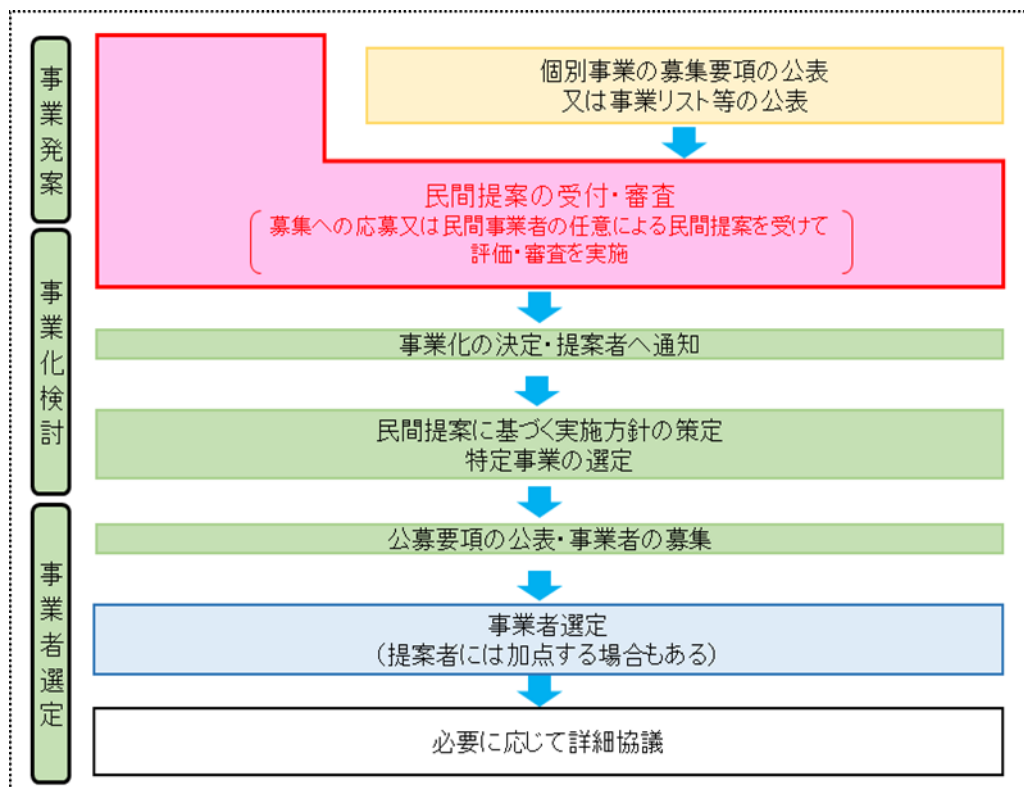 事業発案
個別事業の募集要項の公表
又は事業リスト等の公表
民間提案の受付・審査
募集への応募又は民間事業者の任意による民間提案を受けて
評価・審査を実施
事業化検討
事業化の決定・提案者へ通知
民間提案に基づく実施方針の策定
特定事業の選定
事業者選定
公募要項の公表・事業者の募集
事業者選定
（提案者には加点する場合もある）
必要に応じて詳細協議